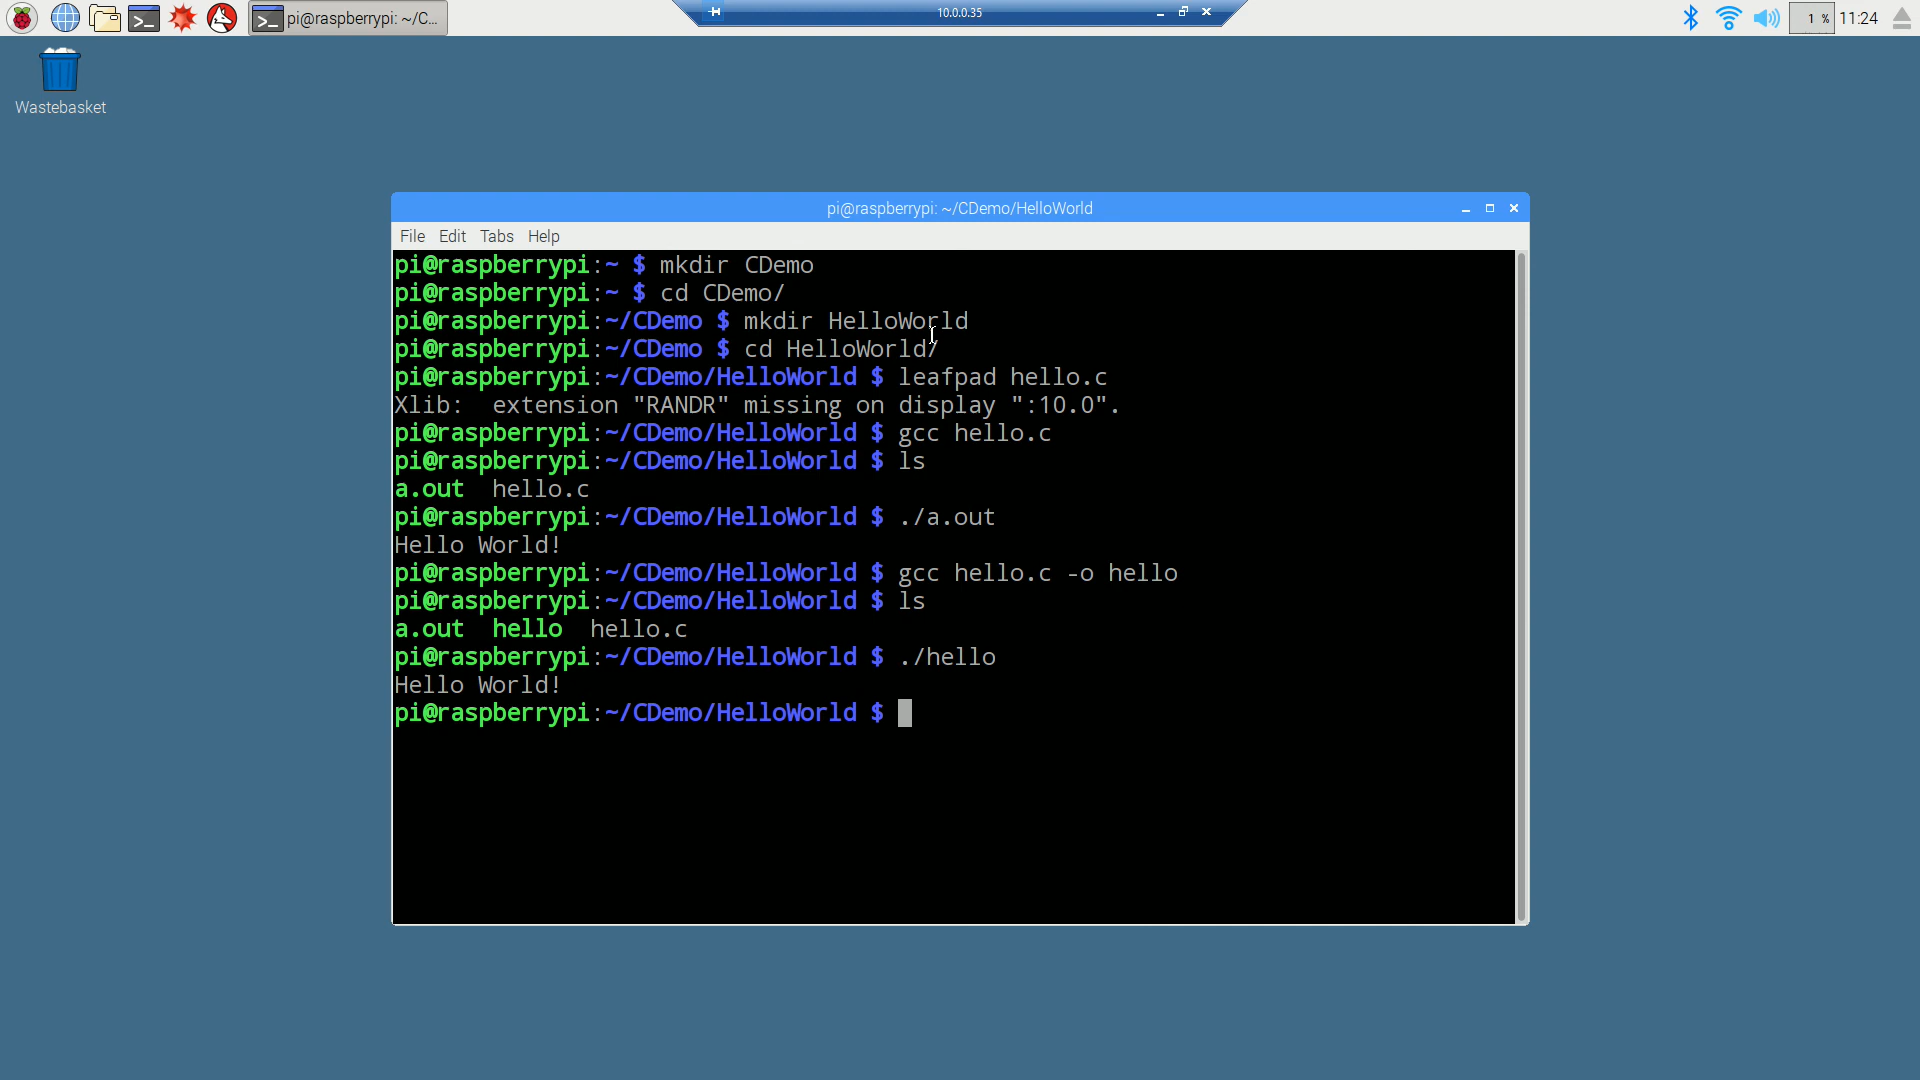 pi@raspberrypi: ~/C...
10.0.0.35
1 %
11:24
Wastebasket
pi@raspberrypi: ~/CDemo/HelloWorld
File Edit Tabs Help
pi@raspberrypi:~ $ mkdir CDemo
pi@raspberrypi:~ $ cd CDemo/
pi@raspberrypi:~/CDemo $ mkdir HelloWorld
pi@raspberrypi:~/CDemo $ cd HelloWorld/
pi@raspberrypi:~/CDemo/HelloWorld $ leafpad hello.c
Xlib:  extension "RANDR" missing on display ":10.0".
pi@raspberrypi:~/CDemo/HelloWorld $ gcc hello.c
pi@raspberrypi:~/CDemo/HelloWorld $ ls
a.out  hello.c
pi@raspberrypi:~/CDemo/HelloWorld $ ./a.out
Hello World!
pi@raspberrypi:~/CDemo/HelloWorld $ gcc hello.c -o hello
pi@raspberrypi:~/CDemo/HelloWorld $ ls
a.out  hello  hello.c
pi@raspberrypi:~/CDemo/HelloWorld $ ./hello
Hello World!
pi@raspberrypi:~/CDemo/HelloWorld $